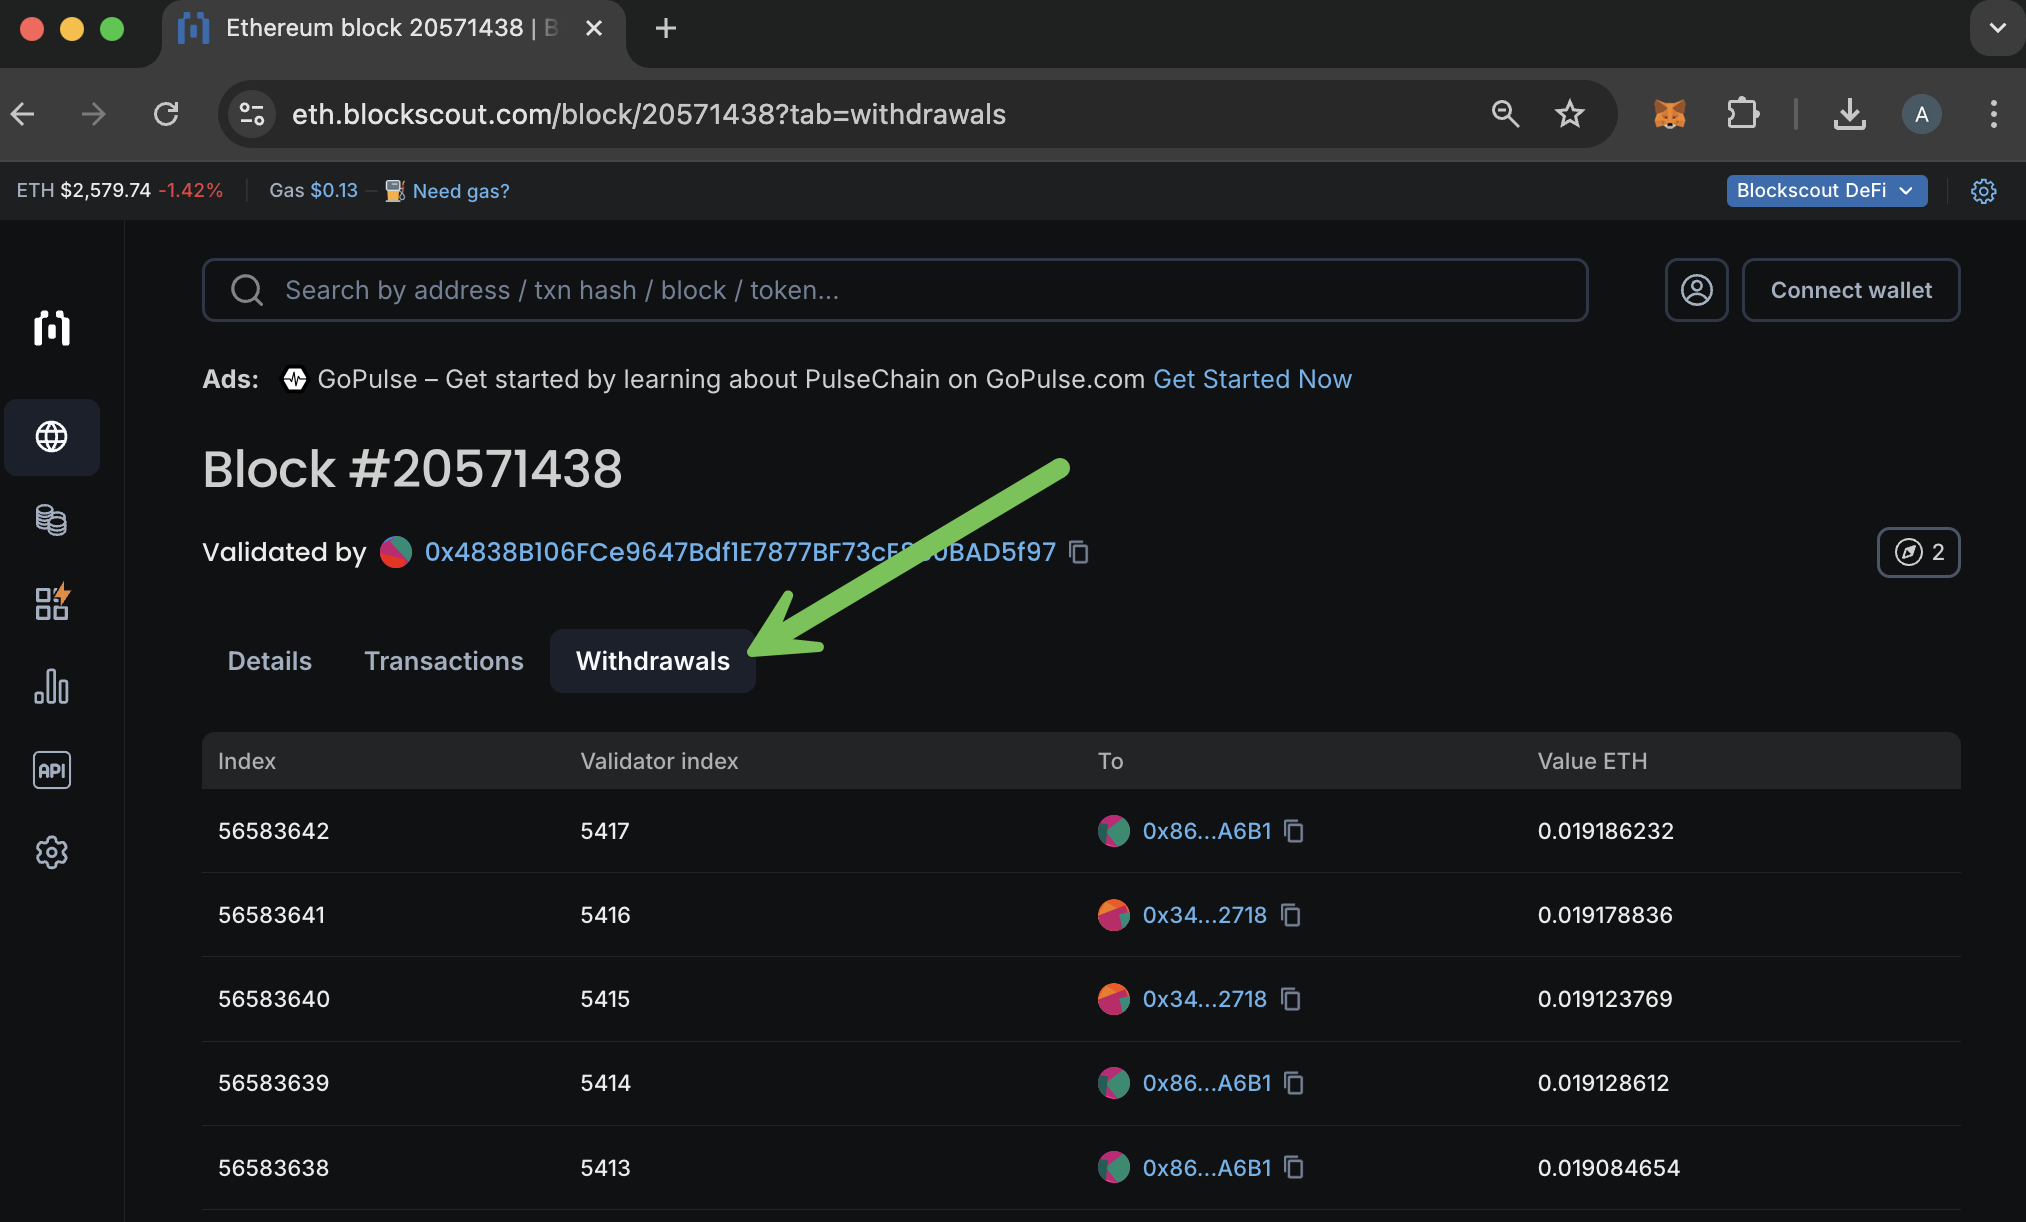 Ethereum block 20571438 | B
eth.blockscout.com/block/20571438?tab=withdrawals
A
ETH $2,579.74 -1.42%
Gas $0.13
Need gas?
Blockscout DeFi
Search by address / txn hash / block / token...
Connect wallet
Ads: GoPulse – Get started by learning about PulseChain on GoPulse.com Get Started Now
Block #20571438
Validated by
2
Details Transactions Withdrawals
Index Validator index To Value ETH
56583642 5417 0x86...A6B1 0.019186232
56583641 5416 0x34...2718 0.019178836
56583640 5415 0x34...2718 0.019123769
56583639 5414 0x86...A6B1 0.019128612
56583638 5413 0x86...A6B1 0.019084654
API